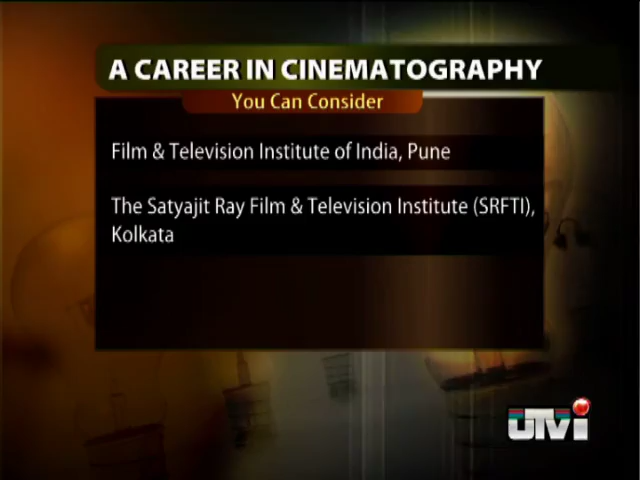 A CAREER IN CINEMATOGRAPHY
You Can Consider
Film & Television Institute of India, Pune
The Satyajit Ray Film & Television Institute (SRFTI),
Kolkata
UTVi